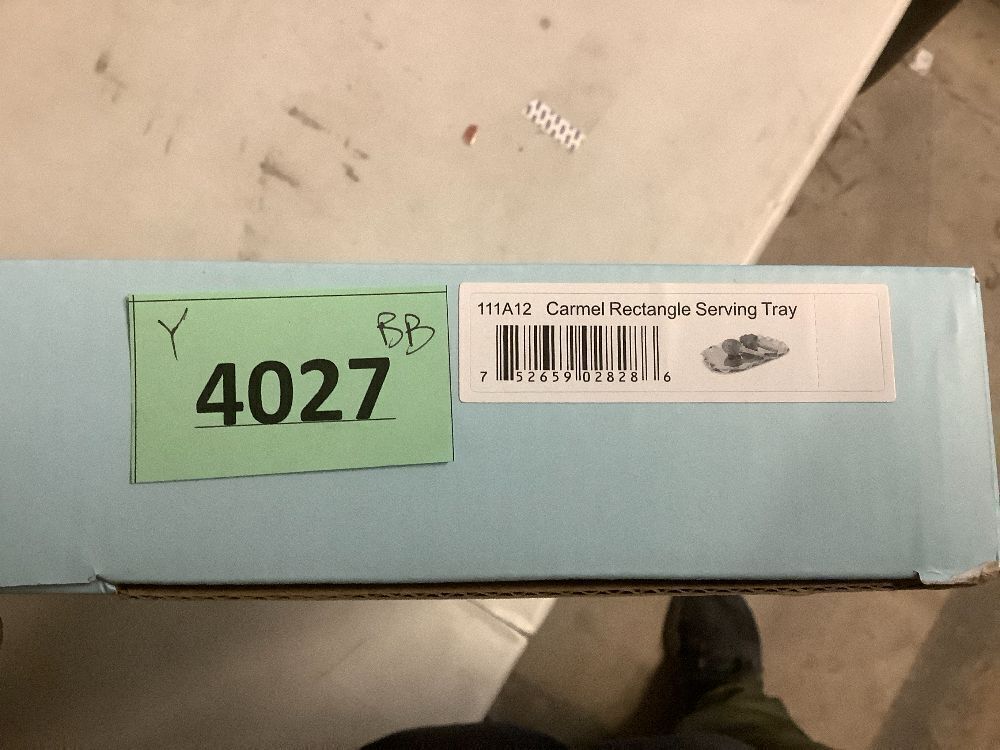 Y BB
4027
111A12 Carmel Rectangle Serving Tray
7 52659 02828 6